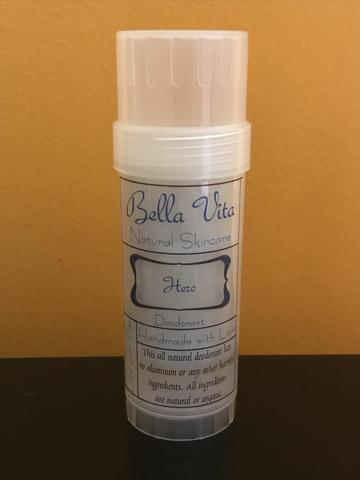 Bella Vita
Natural Skincare
Hero
Deodorant
Handmade with Love
This all natural deodorant has
no aluminum or any other harmful
ingredients. All ingredients
are natural or organic.